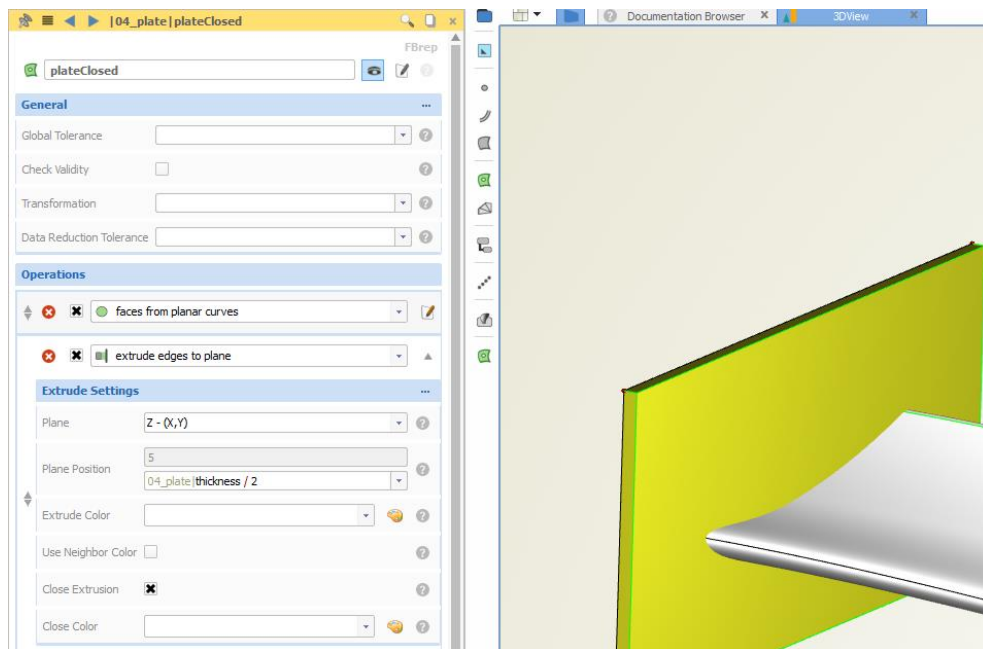 |04_plate|plateClosed
Documentation Browser
3DView
FBrep
plateClosed
General
Global Tolerance
Check Validity
Transformation
Data Reduction Tolerance
Operations
faces from planar curves
extrude edges to plane
Extrude Settings
Plane Z - (X,Y)
5
Plane Position
04_plate|thickness / 2
Extrude Color
Use Neighbor Color
Close Extrusion
Close Color